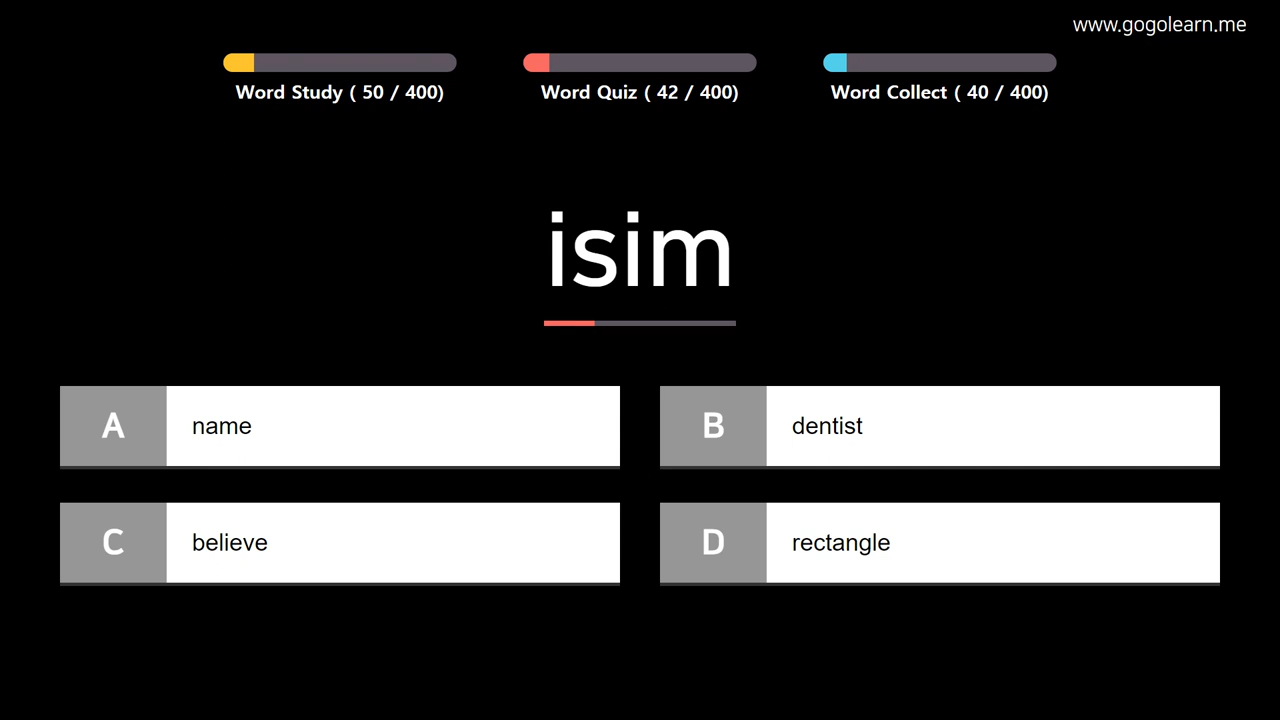 www.gogolearn.me
Word Study ( 50 / 400)
Word Quiz ( 42 / 400)
Word Collect ( 40 / 400)
isim
A name
B dentist
C believe
D rectangle